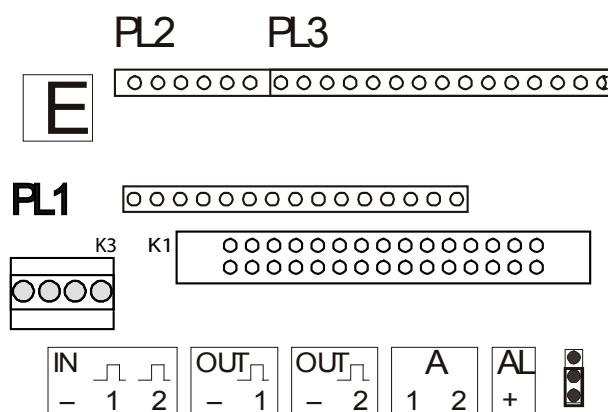 PL2 PL3
E
PL1
K3 K1
IN OUT OUT A AL
– 1 2 – 1 – 2 1 2 +